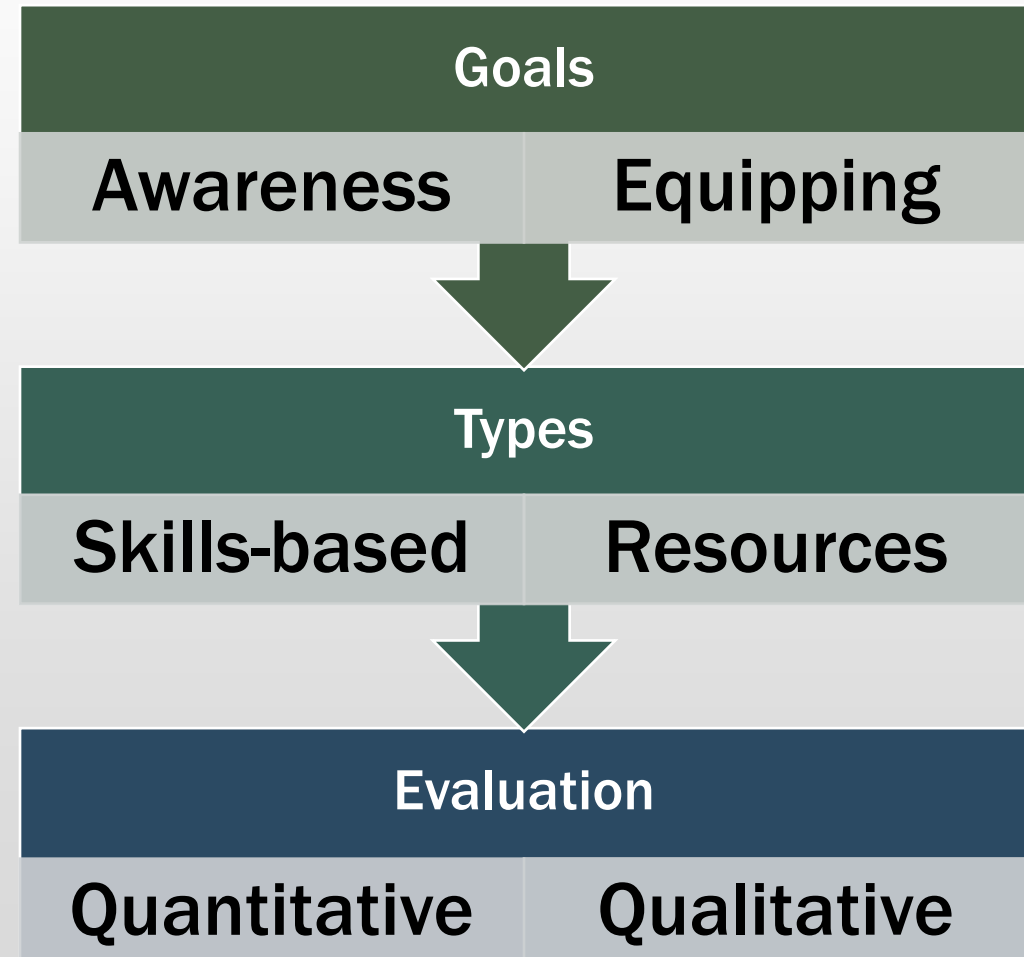 Goals
Awareness Equipping
Types
Skills-based Resources
Evaluation
Quantitative Qualitative